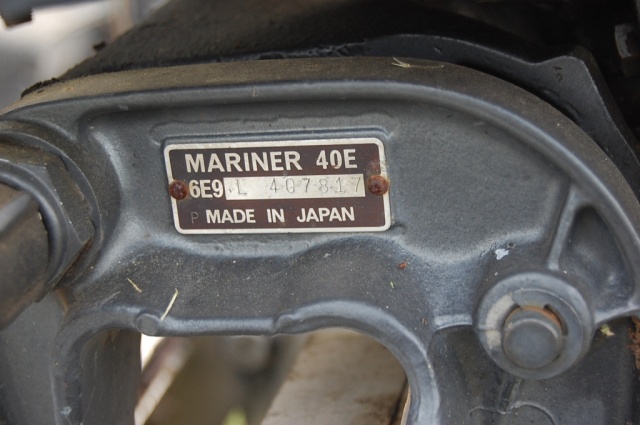 MARINER 40E
6E9 L 407817
P MADE IN JAPAN